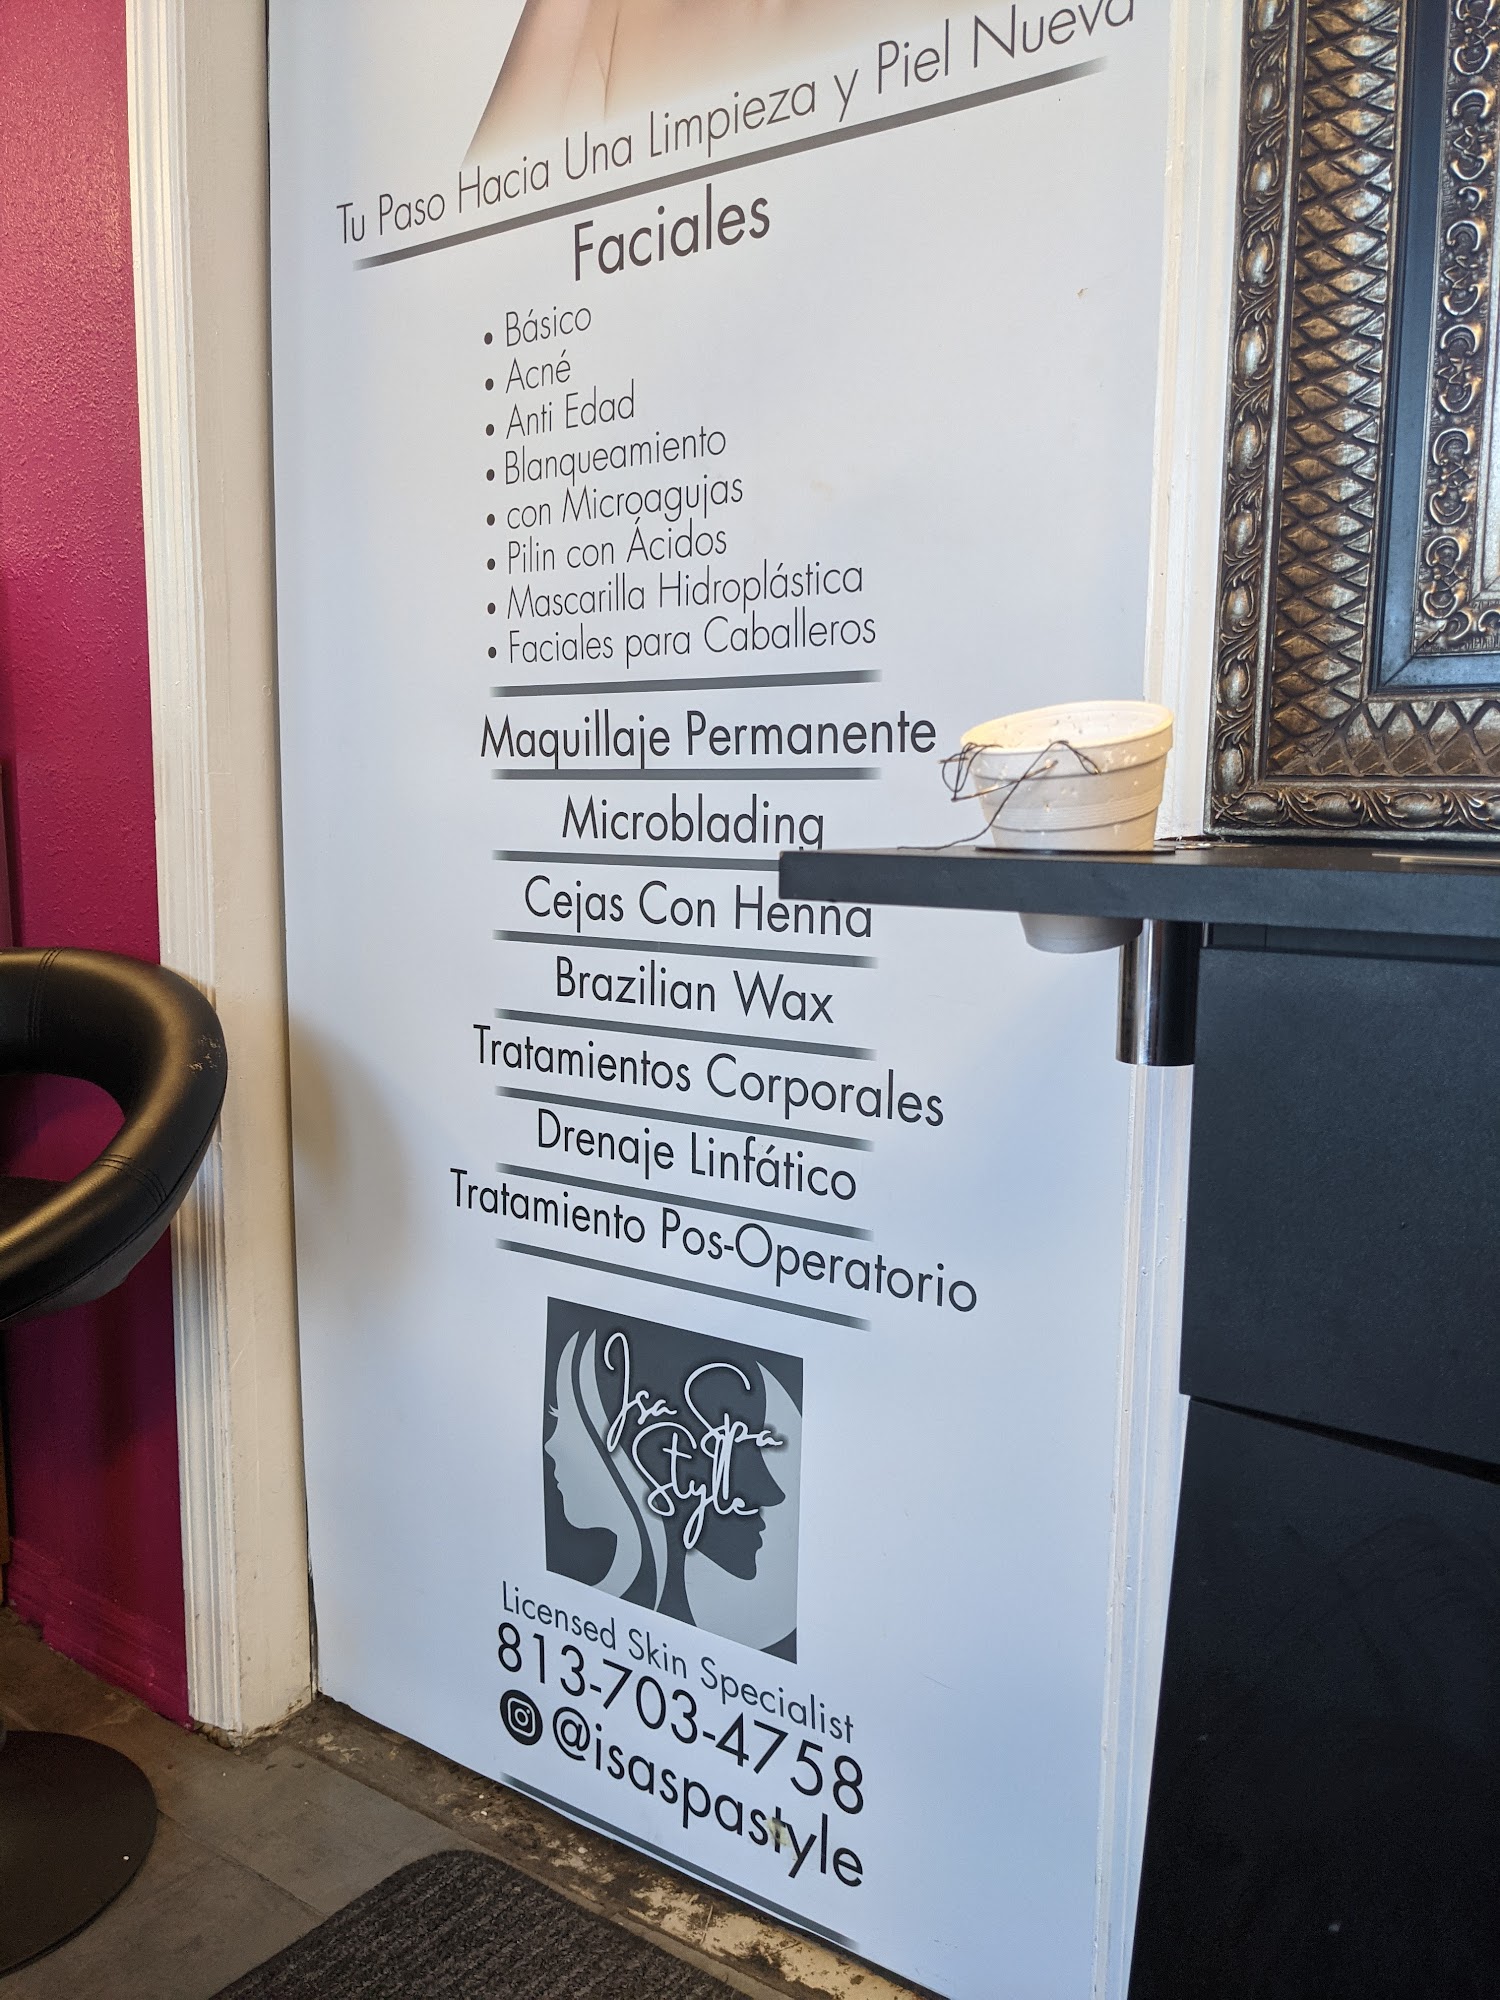 Tu Paso Hacia Una Limpieza y Piel Nueva
Faciales
• Básico
• Acné
• Anti Edad
• Blanqueamiento
• con Microagujas
• Pilin con Ácidos
• Mascarilla Hidroplástica
• Faciales para Caballeros
Maquillaje Permanente
Microblading
Cejas Con Henna
Brazilian Wax
Tratamientos Corporales
Drenaje Linfático
Tratamiento Pos-Operatorio
Isa Spa
Style
Licensed Skin Specialist
813-703-4758
@isaspastyle